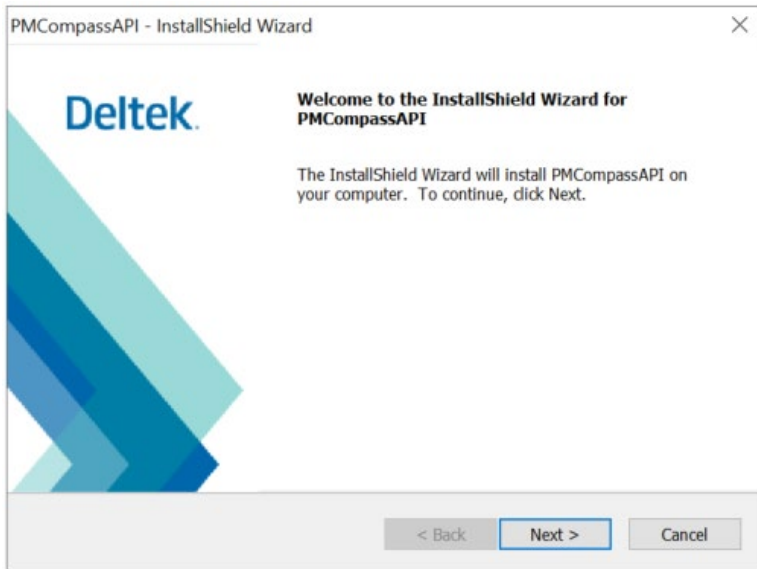 PMCompassAPI - InstallShield Wizard
Deltek.
Welcome to the InstallShield Wizard for
PMCompassAPI
The InstallShield Wizard will install PMCompassAPI on
your computer.  To continue, click Next.
< Back
Next >
Cancel